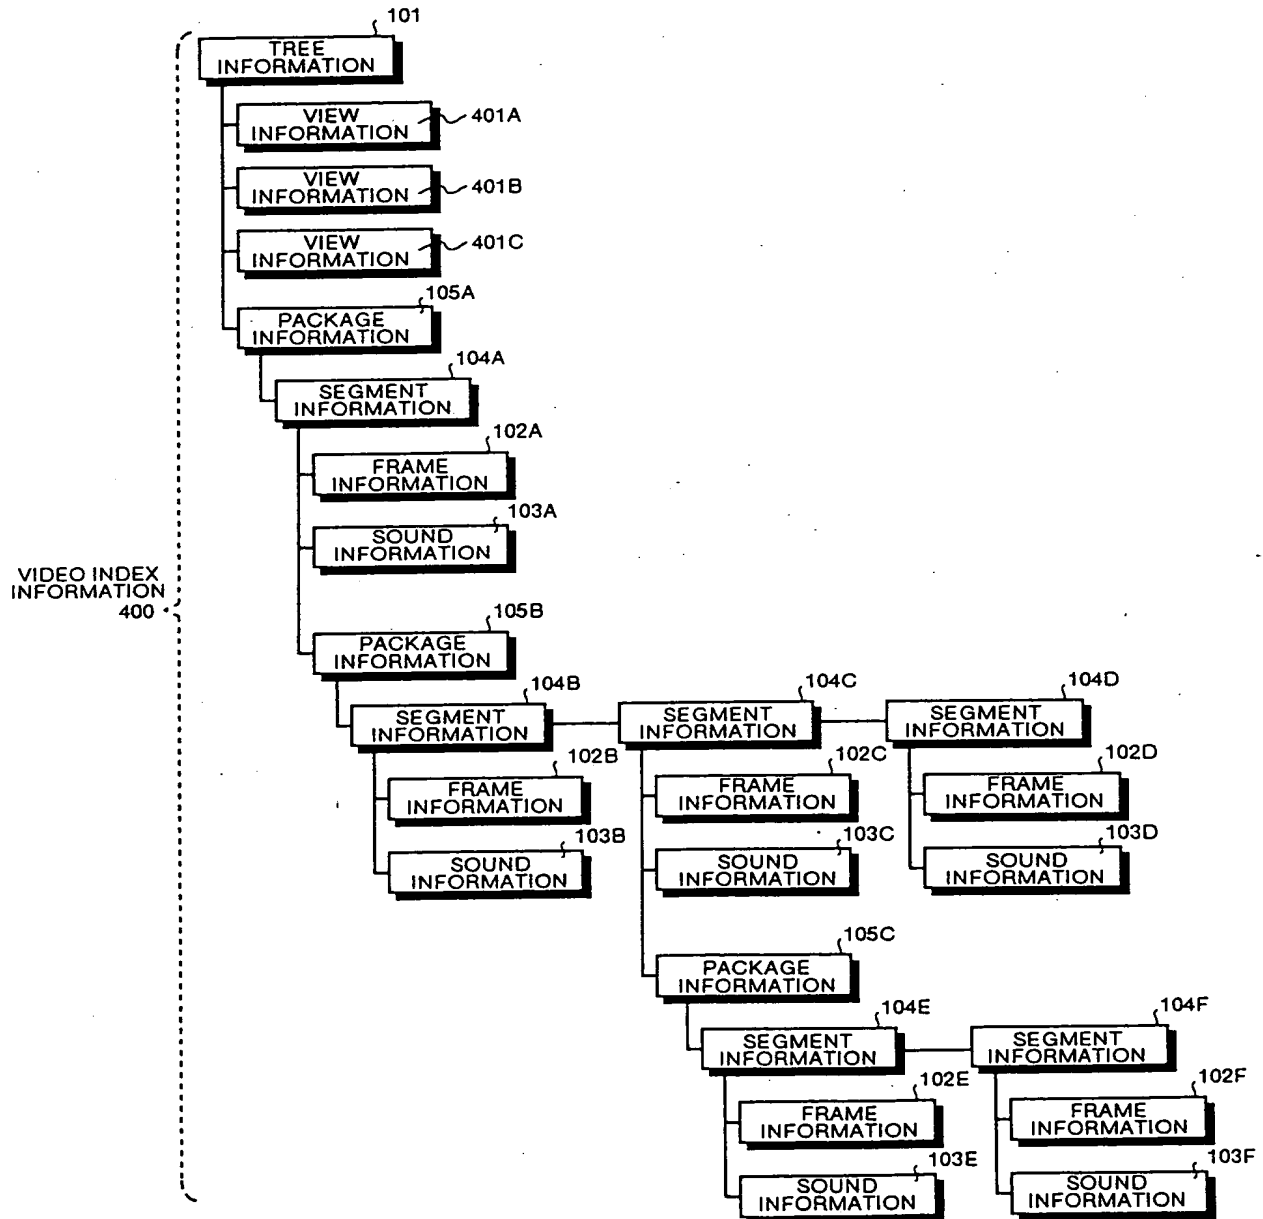 101
TREE
INFORMATION
VIEW
INFORMATION
401A
VIEW
INFORMATION
401B
VIEW
INFORMATION
401C
105A
PACKAGE
INFORMATION
104A
SEGMENT
INFORMATION
102A
FRAME
INFORMATION
103A
SOUND
INFORMATION
VIDEO INDEX
INFORMATION
400
105B
PACKAGE
INFORMATION
104B
SEGMENT
INFORMATION
104C
SEGMENT
INFORMATION
104D
SEGMENT
INFORMATION
102B
FRAME
INFORMATION
102C
FRAME
INFORMATION
102D
FRAME
INFORMATION
103B
SOUND
INFORMATION
103C
SOUND
INFORMATION
103D
SOUND
INFORMATION
105C
PACKAGE
INFORMATION
104E
SEGMENT
INFORMATION
104F
SEGMENT
INFORMATION
102E
FRAME
INFORMATION
102F
FRAME
INFORMATION
103E
SOUND
INFORMATION
103F
SOUND
INFORMATION